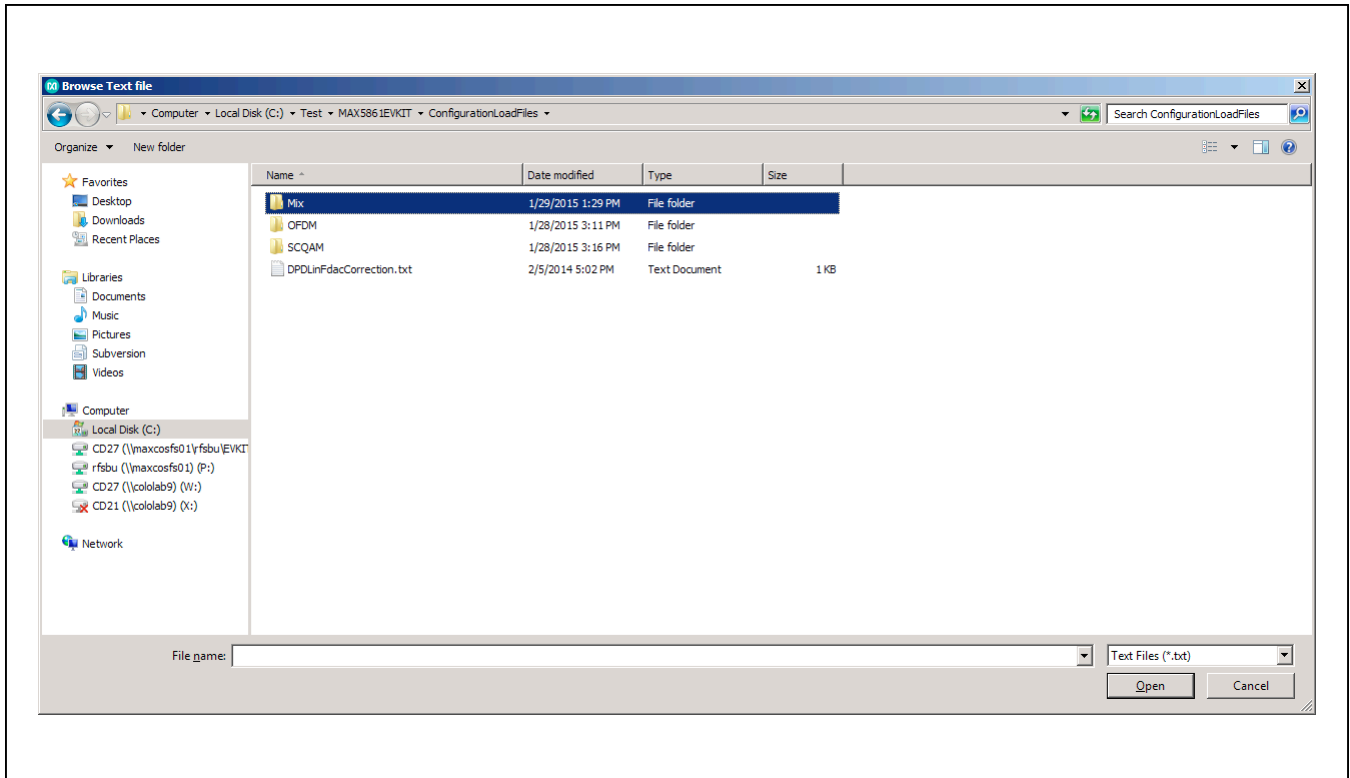 Browse Text file
Computer Local Disk (C:) Test MAX5861EVKIT ConfigurationLoadFiles Search ConfigurationLoadFiles
Organize New folder
Name Date modified Type Size
Favorites
Desktop
Downloads
Recent Places
Libraries
Documents
Music
Pictures
Subversion
Videos
Computer
Local Disk (C:)
CD27 (\\maxcosfs01\rfsbu\EVKIT
rfsbu (\\maxcosfs01) (P:)
CD27 (\\cololab9) (W:)
CD21 (\\cololab9) (X:)
Network
Mix 1/29/2015 1:29 PM File folder
OFDM 1/28/2015 3:11 PM File folder
SCQAM 1/28/2015 3:16 PM File folder
DPDLinFdacCorrection.txt 2/5/2014 5:02 PM Text Document 1 KB
File name: Text Files (*.txt)
Open Cancel